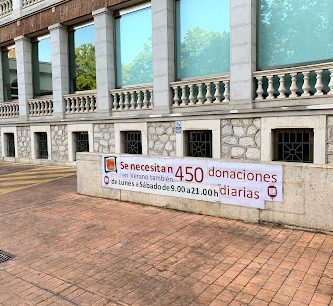 Se necesitan 450 donaciones
en Verano también diarias
de Lunes a Sábado de 9.00 a 21.00h